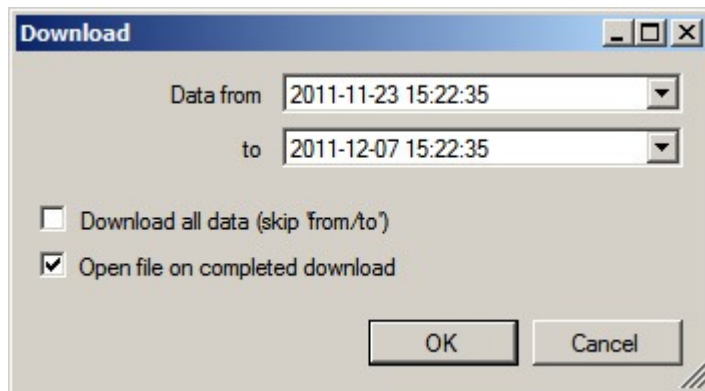 Download
Data from 2011-11-23 15:22:35
to 2011-12-07 15:22:35
Download all data (skip 'from/to')
Open file on completed download
OK Cancel